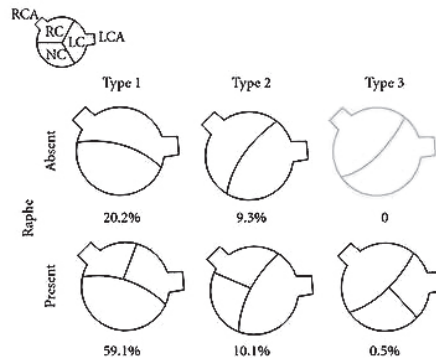 RCA
RC
LC
LCA
NC
Type 1
Type 2
Type 3
Raphe
Absent
20.2%
9.3%
0
Present
59.1%
10.1%
0.5%